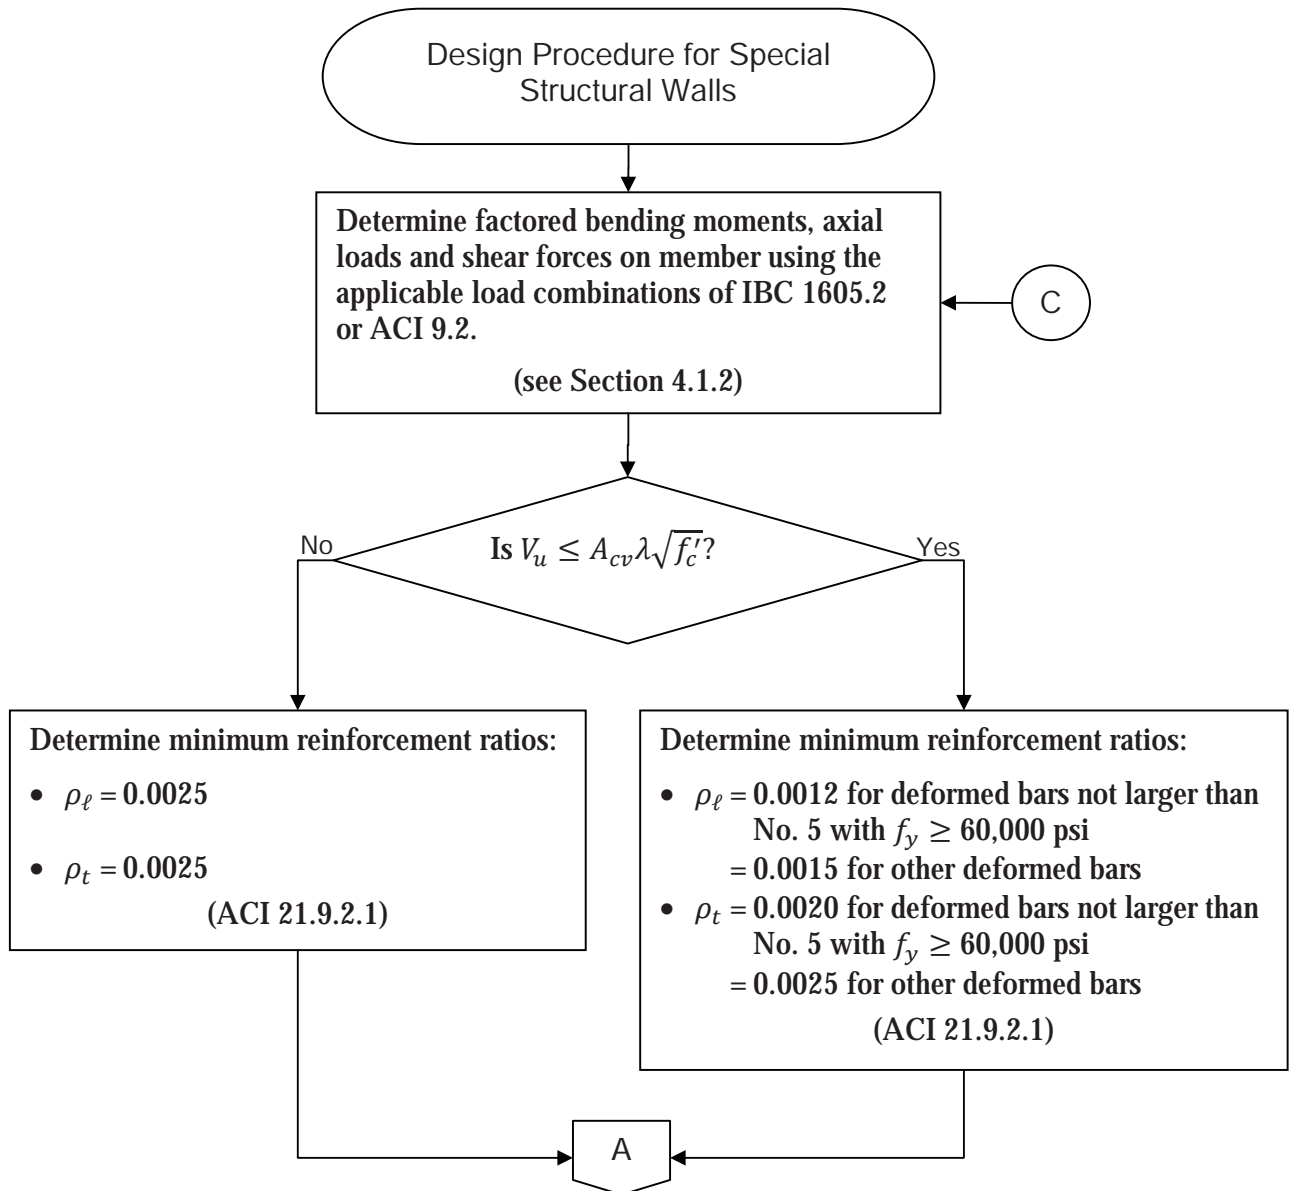 Design Procedure for Special
Structural Walls
Determine factored bending moments, axial
loads and shear forces on member using the
applicable load combinations of IBC 1605.2
or ACI 9.2.
(see Section 4.1.2)
C
Is V_u ≤ A_{cv}λ√f_c′?
No
Yes
Determine minimum reinforcement ratios:
• ρ_ℓ = 0.0025
• ρ_t = 0.0025
(ACI 21.9.2.1)
Determine minimum reinforcement ratios:
• ρ_ℓ = 0.0012 for deformed bars not larger than
No. 5 with f_y ≥ 60,000 psi
= 0.0015 for other deformed bars
• ρ_t = 0.0020 for deformed bars not larger than
No. 5 with f_y ≥ 60,000 psi
= 0.0025 for other deformed bars
(ACI 21.9.2.1)
A